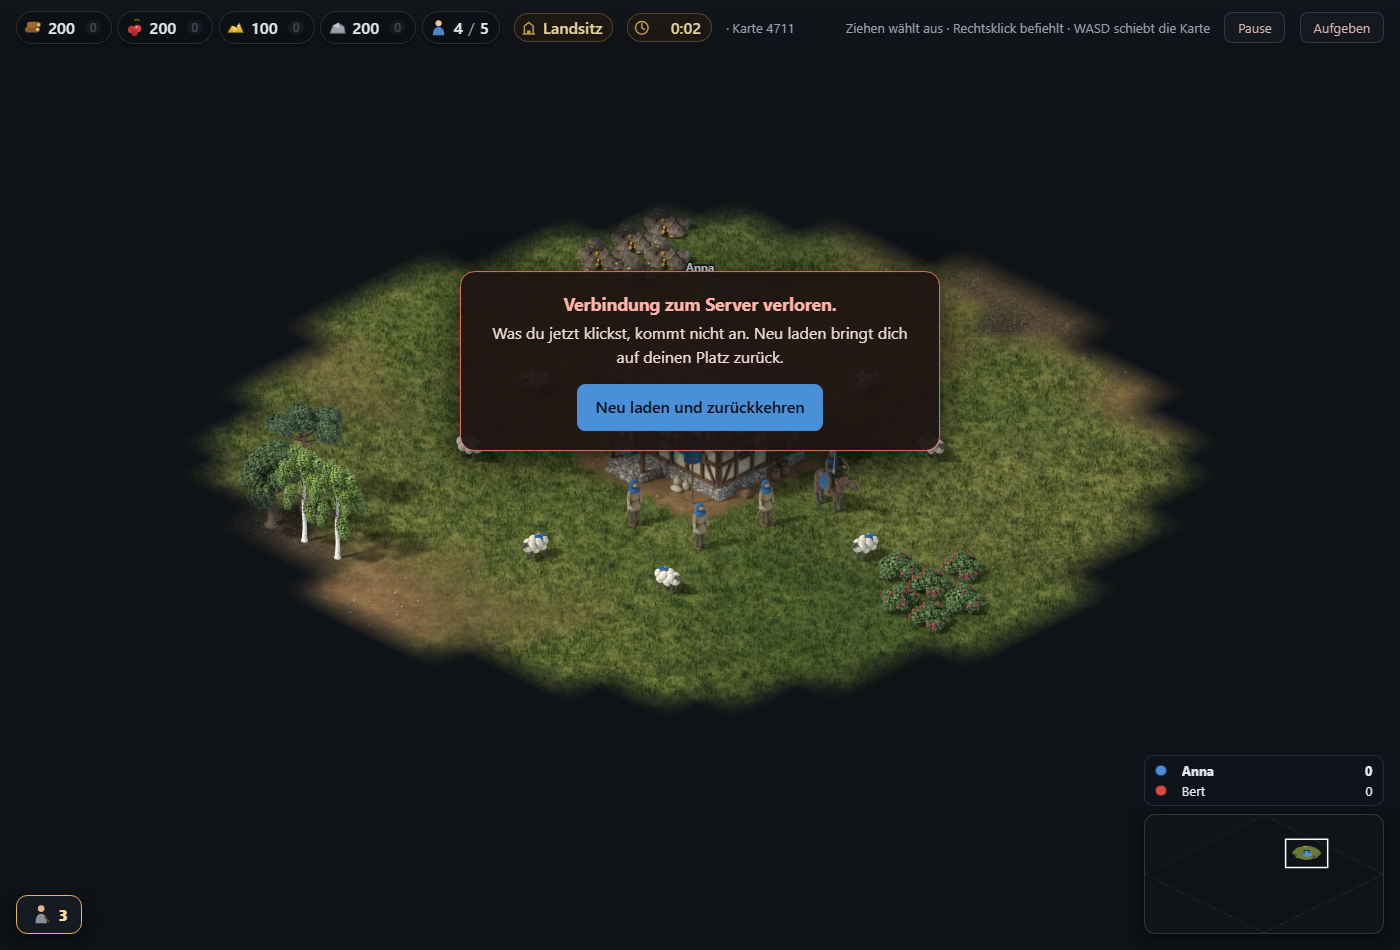 200 0 200 0 100 0 200 0 4 / 5 Landsitz 0:02 · Karte 4711 Ziehen wählt aus · Rechtsklick befiehlt · WASD schiebt die Karte Pause Aufgeben
Anna
Verbindung zum Server verloren.
Was du jetzt klickst, kommt nicht an. Neu laden bringt dich
auf deinen Platz zurück.
Neu laden und zurückkehren
Anna 0
Bert 0
3